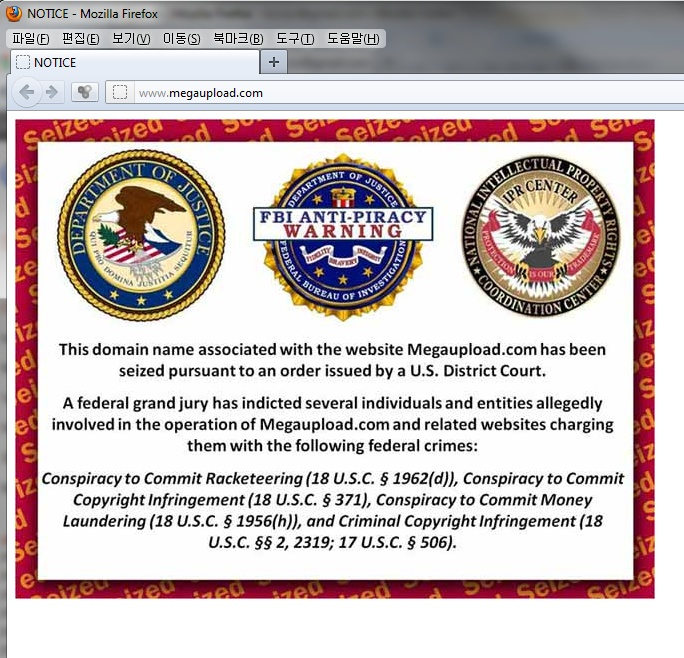 NOTICE - Mozilla Firefox
파일(F) 편집(E) 보기(V) 이동(S) 북마크(B) 도구(T) 도움말(H)
NOTICE
www.megaupload.com
Seized
DEPARTMENT OF JUSTICE
QUI PRO DOMINA JUSTITIA SEQUITUR
DEPARTMENT OF JUSTICE
FBI ANTI-PIRACY
WARNING
FIDELITY BRAVERY INTEGRITY
FEDERAL BUREAU OF INVESTIGATION
NATIONAL INTELLECTUAL PROPERTY RIGHTS
IPR CENTER
PROTECTION IS OUR TRADEMARK
COORDINATION CENTER
This domain name associated with the website Megaupload.com has been
seized pursuant to an order issued by a U.S. District Court.
A federal grand jury has indicted several individuals and entities allegedly
involved in the operation of Megaupload.com and related websites charging
them with the following federal crimes:
Conspiracy to Commit Racketeering (18 U.S.C. § 1962(d)), Conspiracy to Commit
Copyright Infringement (18 U.S.C. § 371), Conspiracy to Commit Money
Laundering (18 U.S.C. § 1956(h)), and Criminal Copyright Infringement (18
U.S.C. §§ 2, 2319; 17 U.S.C. § 506).